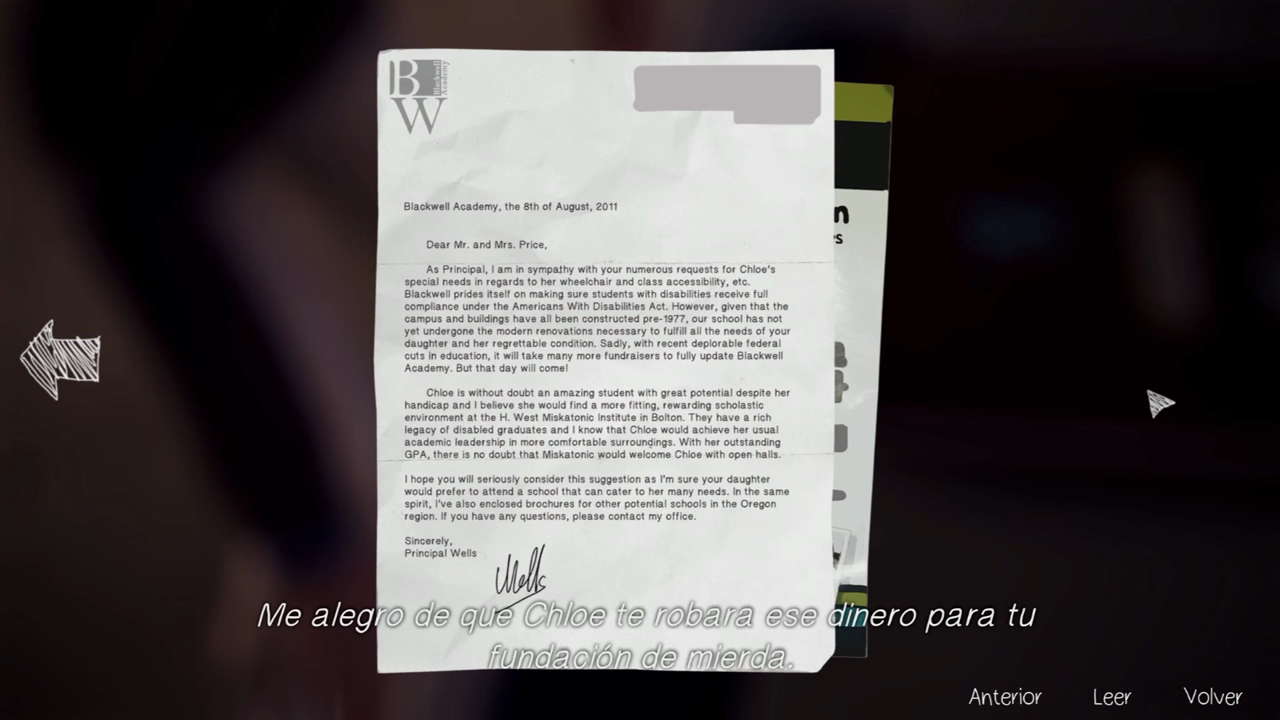 B
W
Blackwell
Academy
Blackwell Academy, the 8th of August, 2011
Dear Mr. and Mrs. Price,
As Principal, I am in sympathy with your numerous requests for Chloe's
special needs in regards to her wheelchair and class accessibility, etc.
Blackwell prides itself on making sure students with disabilities receive full
compliance under the Americans With Disabilities Act. However, given that the
campus and buildings have all been constructed pre-1977, our school has not
yet undergone the modern renovations necessary to fulfill all the needs of your
daughter and her regrettable condition. Sadly, with recent deplorable federal
cuts in education, it will take many more fundraisers to fully update Blackwell
Academy. But that day will come!
Chloe is without doubt an amazing student with great potential despite her
handicap and I believe she would find a more fitting, rewarding scholastic
environment at the H. West Miskatonic Institute in Bolton. They have a rich
legacy of disabled graduates and I know that Chloe would achieve her usual
academic leadership in more comfortable surroundings. With her outstanding
GPA, there is no doubt that Miskatonic would welcome Chloe with open halls.
I hope you will seriously consider this suggestion as I'm sure your daughter
would prefer to attend a school that can cater to her many needs. In the same
spirit, I've also enclosed brochures for other potential schools in the Oregon
region. If you have any questions, please contact my office.
Sincerely,
Principal Wells
Wells
Me alegro de que Chloe te robara ese dinero para tu
fundación de mierda.
Anterior Leer Volver